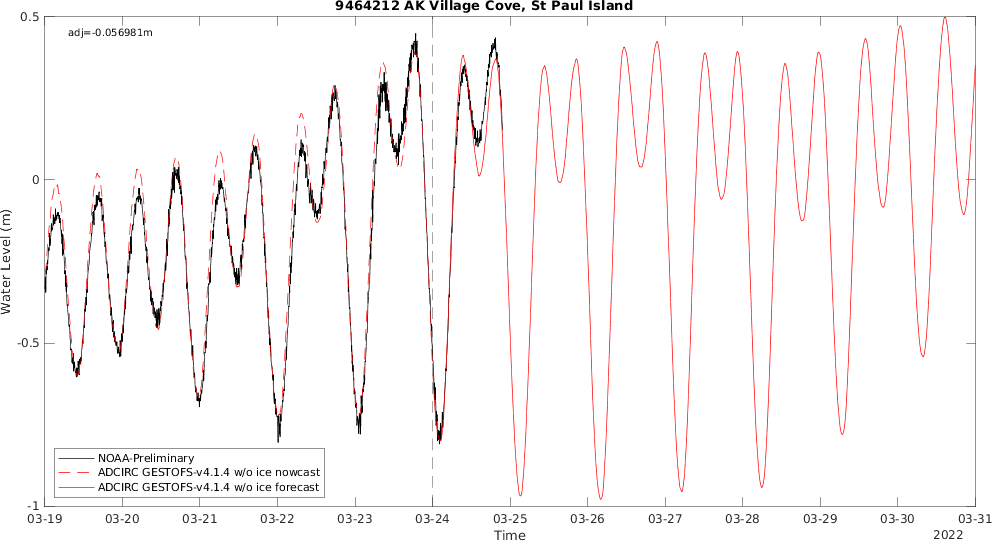 9464212 AK Village Cove, St Paul Island
adj=-0.056981m
0.5
0
-0.5
-1
Water Level (m)
NOAA-Preliminary
ADCIRC GESTOFS-v4.1.4 w/o ice nowcast
ADCIRC GESTOFS-v4.1.4 w/o ice forecast
03-19 03-20 03-21 03-22 03-23 03-24 03-25 03-26 03-27 03-28 03-29 03-30 03-31
Time
2022